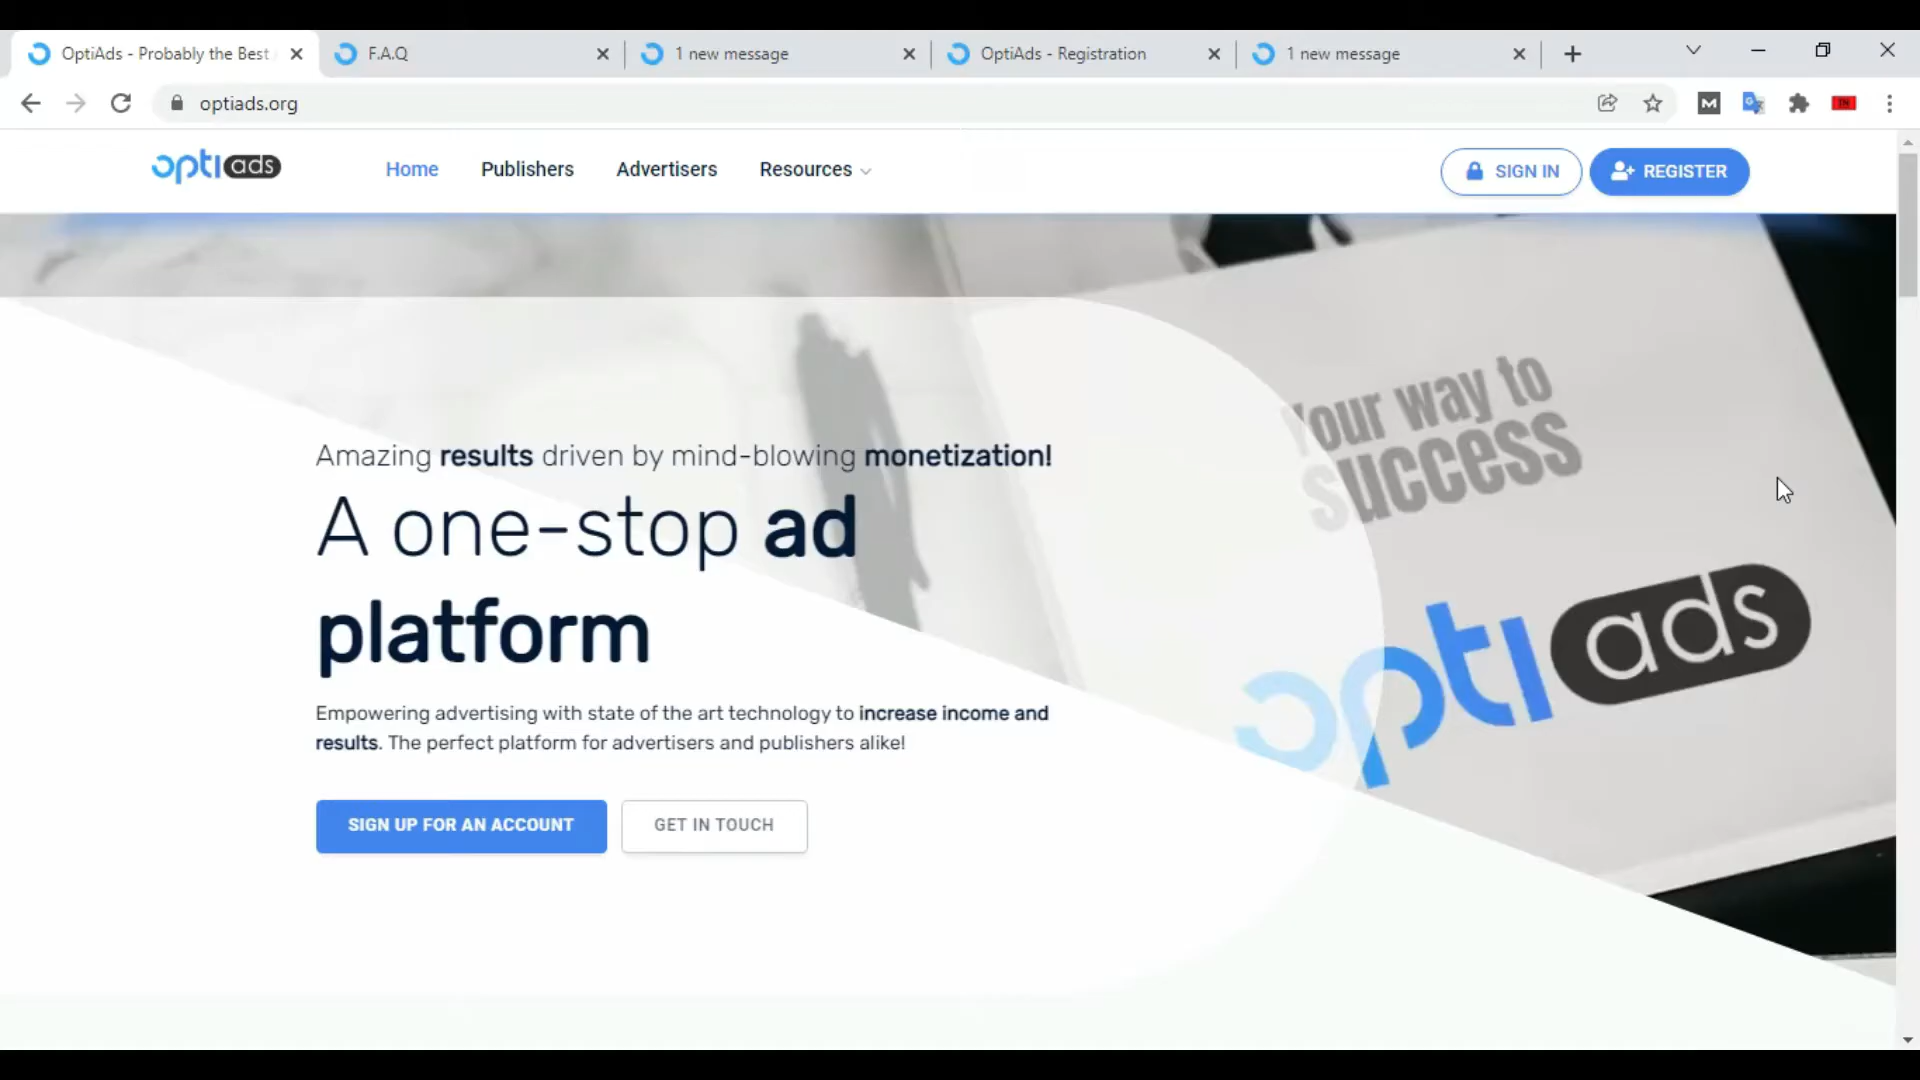 OptiAds - Probably the Best
F.A.Q
1 new message
OptiAds - Registration
1 new message
optiads.org
M
G
IN
optiads
Home
Publishers
Advertisers
Resources
SIGN IN
REGISTER
Your way to
success
Amazing results driven by mind-blowing monetization!
A one-stop ad
platform
optiads
Empowering advertising with state of the art technology to increase income and
results. The perfect platform for advertisers and publishers alike!
SIGN UP FOR AN ACCOUNT
GET IN TOUCH